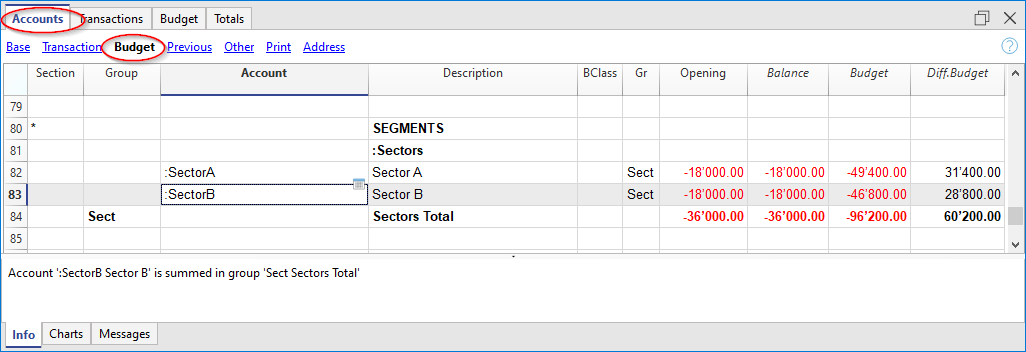 Accounts Transactions Budget Totals
Base Transaction Budget Previous Other Print Address
Section Group Account Description BClass Gr Opening Balance Budget Diff.Budget
79
80 * SEGMENTS
81 :Sectors
82 :SectorA Sector A Sect -18'000.00 -18'000.00 -49'400.00 31'400.00
83 :SectorB Sector B Sect -18'000.00 -18'000.00 -46'800.00 28'800.00
84 Sect Sectors Total -36'000.00 -36'000.00 -96'200.00 60'200.00
85
Account ':SectorB Sector B' is summed in group 'Sect Sectors Total'
Info Charts Messages